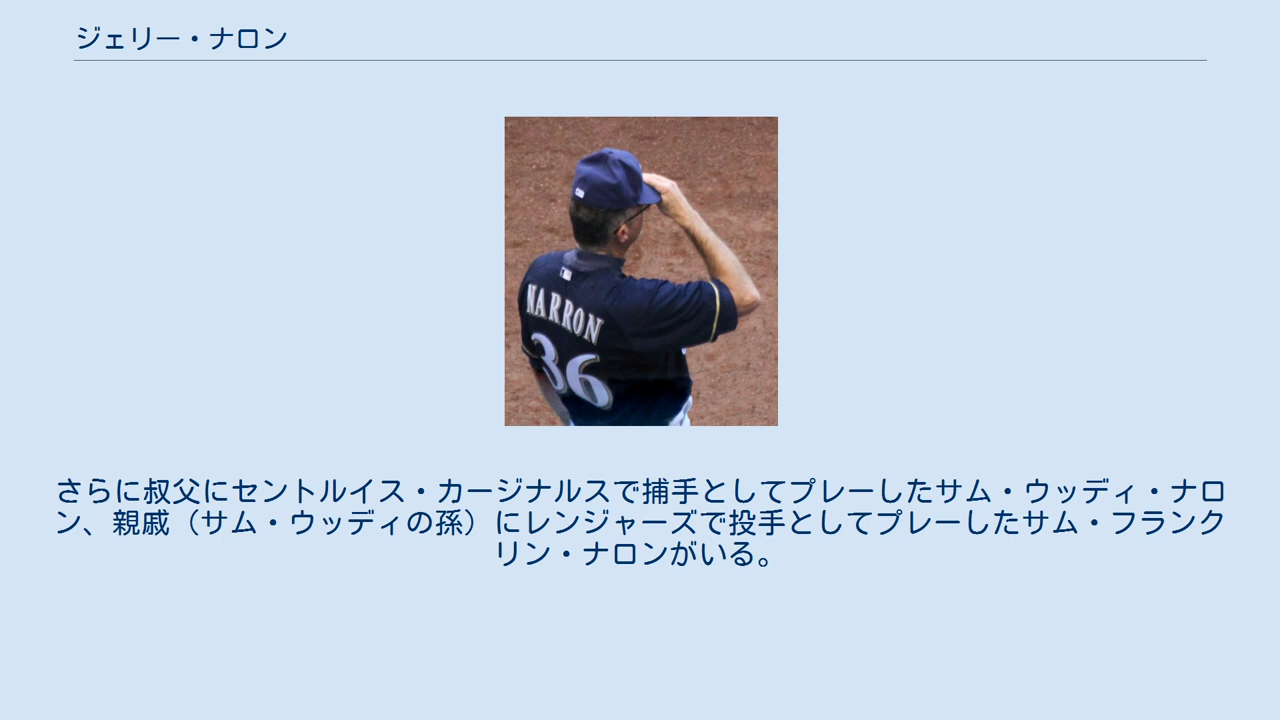 ジェリー・ナロン
NARRON
36
さらに叔父にセントルイス・カージナルスで捕手としてプレーしたサム・ウッディ・ナロ
ン、親戚（サム・ウッディの孫）にレンジャーズで投手としてプレーしたサム・フランク
リン・ナロンがいる。